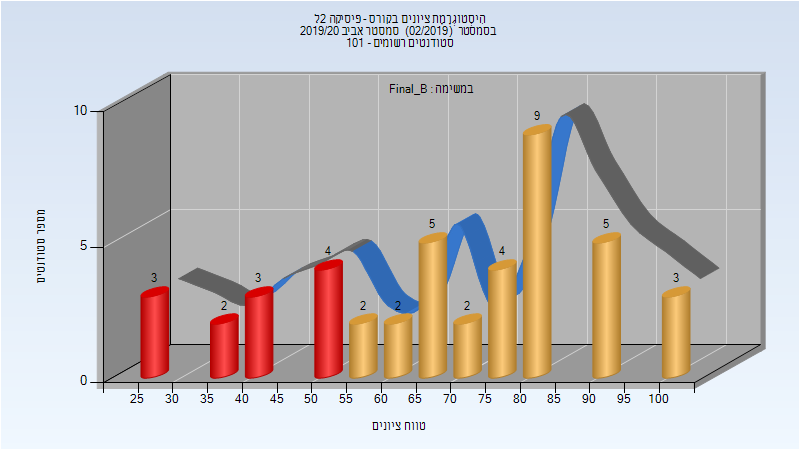 היסטוגרמת ציונים בקורס - פיסיקה 2ל
בסמסטר (02/2019) סמסטר אביב 2019/20
סטודנטים רשומים - 101
במשימה : Final_B
מספר סטודנטים
10
5
0
3
2
3
4
2
2
5
2
4
9
5
3
25 30 35 40 45 50 55 60 65 70 75 80 85 90 95 100
טווח ציונים